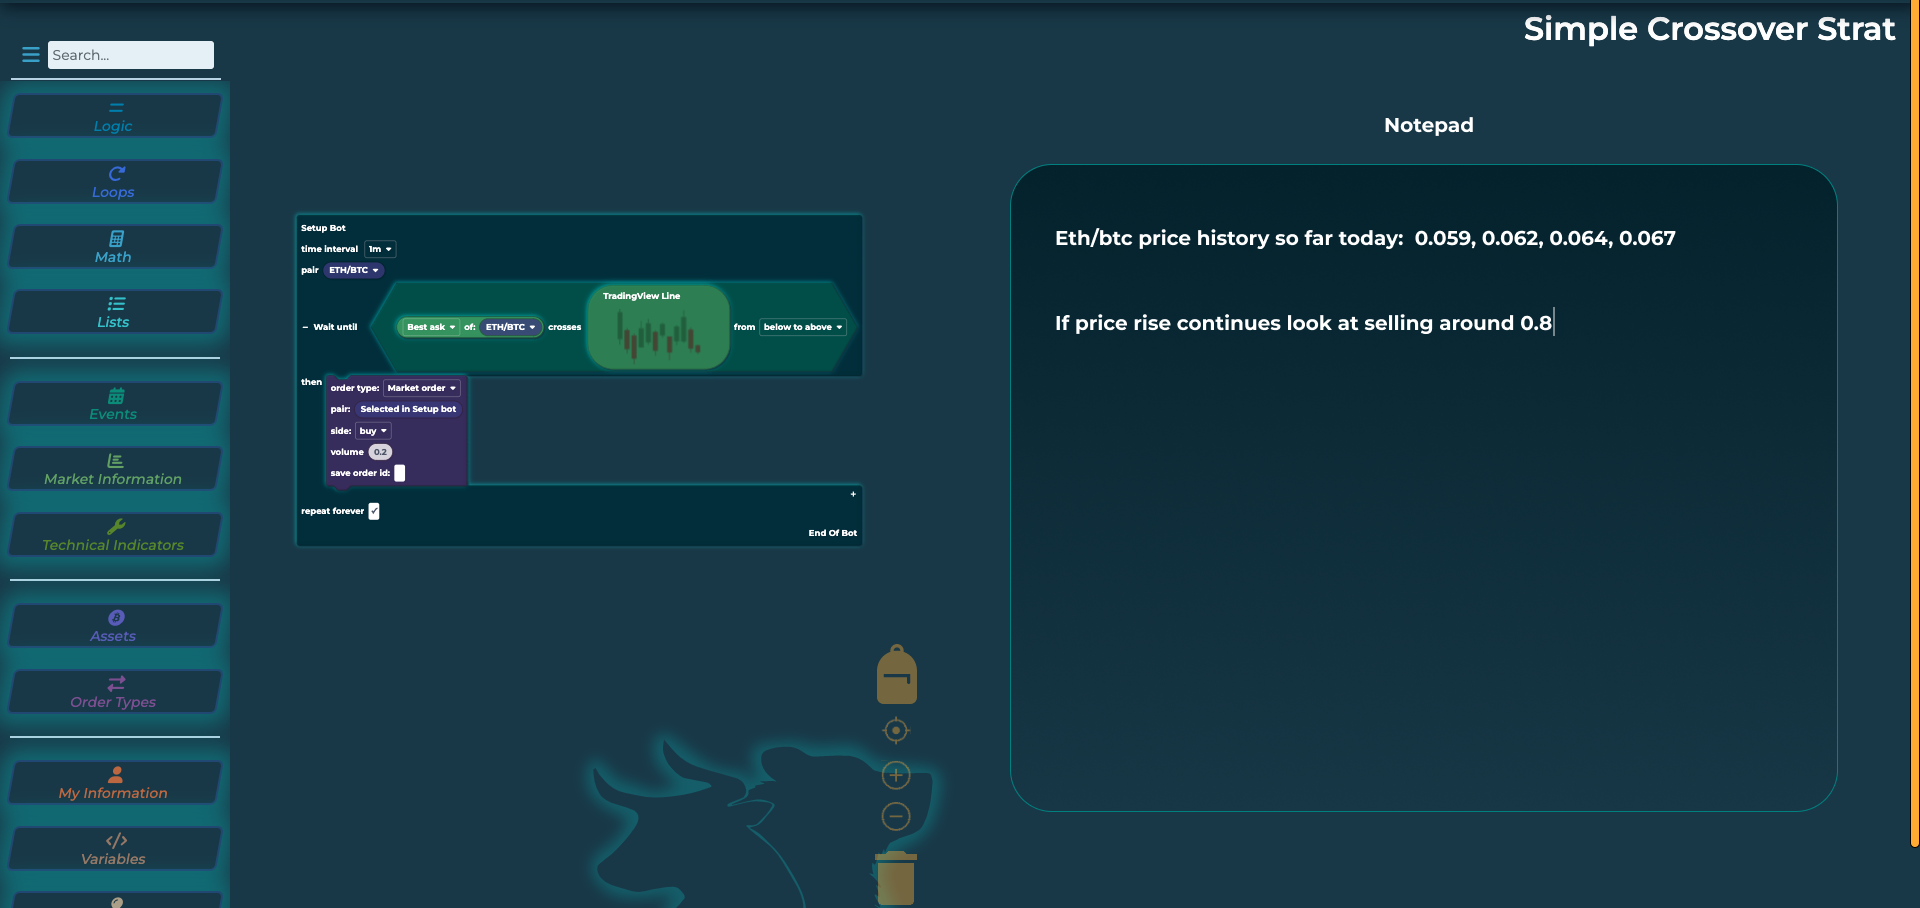 Simple Crossover Strat
Search...
Logic
Loops
Math
Lists
Events
Market Information
Technical Indicators
Assets
Order Types
My Information
Variables
Setup Bot
time interval 1m
pair ETH/BTC
– Wait until Best ask of: ETH/BTC crosses TradingView Line from below to above
then
order type: Market order
pair: Selected in Setup bot
side: buy
volume 0.2
save order id:
+
repeat forever ✓
End Of Bot
Notepad
Eth/btc price history so far today: 0.059, 0.062, 0.064, 0.067
If price rise continues look at selling around 0.8